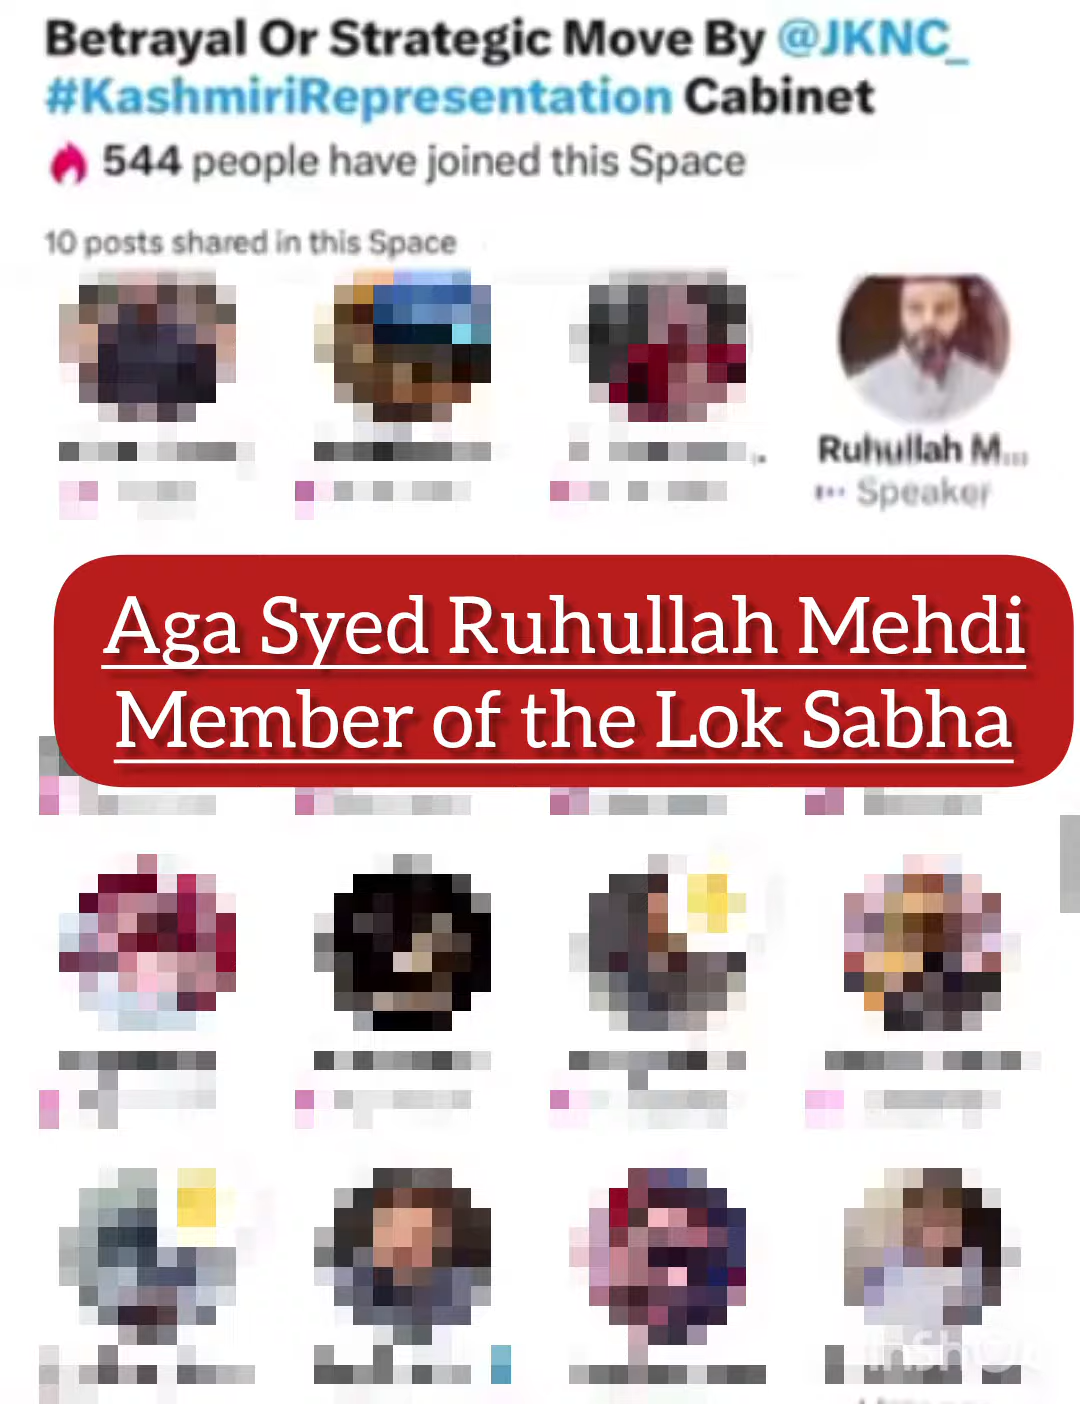 Betrayal Or Strategic Move By @JKNC_
#KashmiriRepresentation Cabinet
544 people have joined this Space
10 posts shared in this Space
Ruhullah M...
Speaker
Aga Syed Ruhullah Mehdi
Member of the Lok Sabha
InShO